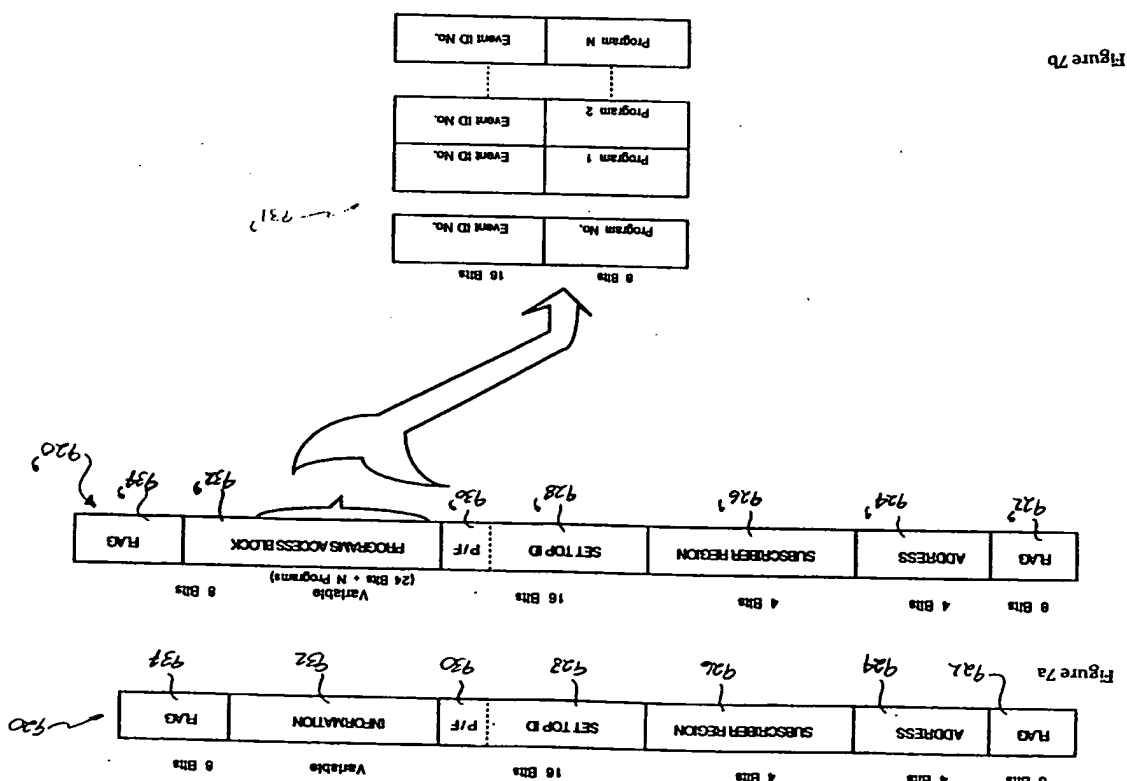 8 Bits 4 Bits 4 Bits 16 Bits Variable 8 Bits
FLAG ADDRESS SUBSCRIBER REGION SET TOP ID P/F INFORMATION FLAG
920
Figure 7a
922 924 926 928 930 932 934
8 Bits 4 Bits 4 Bits 16 Bits Variable 8 Bits
(24 Bits + N Programs)
FLAG ADDRESS SUBSCRIBER REGION SET TOP ID P/F PROGRAMS ACCESS BLOCK FLAG
922' 924' 926' 928' 930' 932' 934' 920'
8 Bits 16 Bits
Program No. Event ID No.
931'
Program 1 Event ID No.
Program 2 Event ID No.
Program N Event ID No.
Figure 7b